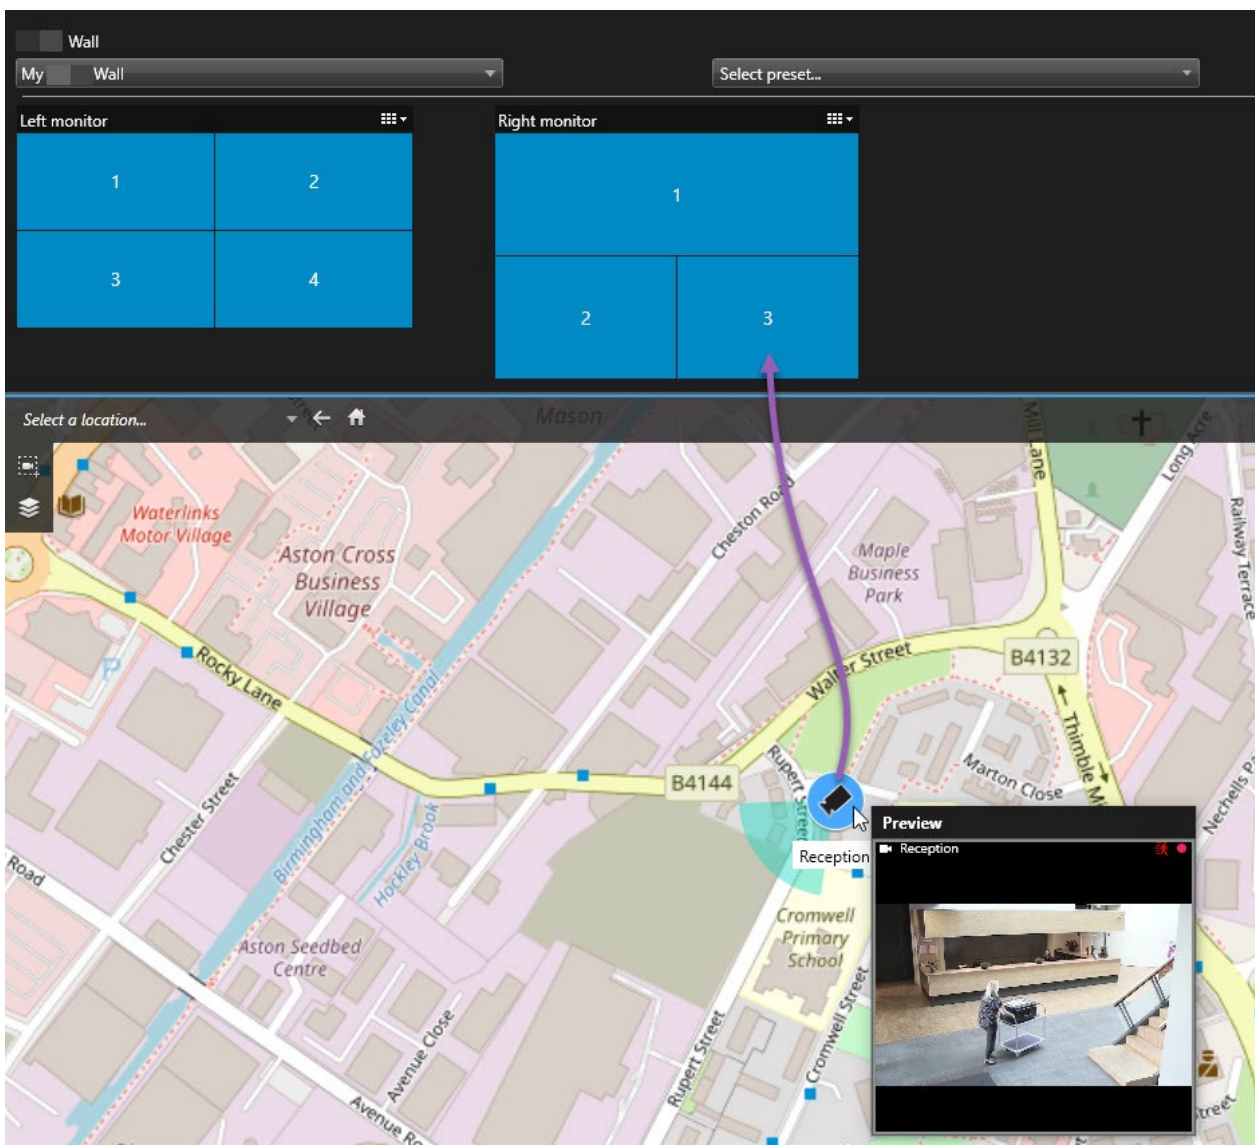 Wall
My Wall
Select preset...
Left monitor
Right monitor
1
2
3
4
1
2
3
Select a location...
Mason
Mill Lane
Long Acre
Railway Terrace
Waterlinks
Motor Village
Aston Cross
Business
Village
Cheston Road
Maple
Business
Park
P
Rocky Lane
Walter Street
B4132
Birmingham and Fazeley Canal
Thimble M
Chester Street
B4144
Rupert Street
Marton Close
Nechells Pa
Hockley Brook
Preview
Reception
Reception
Road
Aston Seedbed
Centre
Cromwell
Primary
School
Avenue Close
Rupert Street
Cromwell Street
Avenue Ro
treet